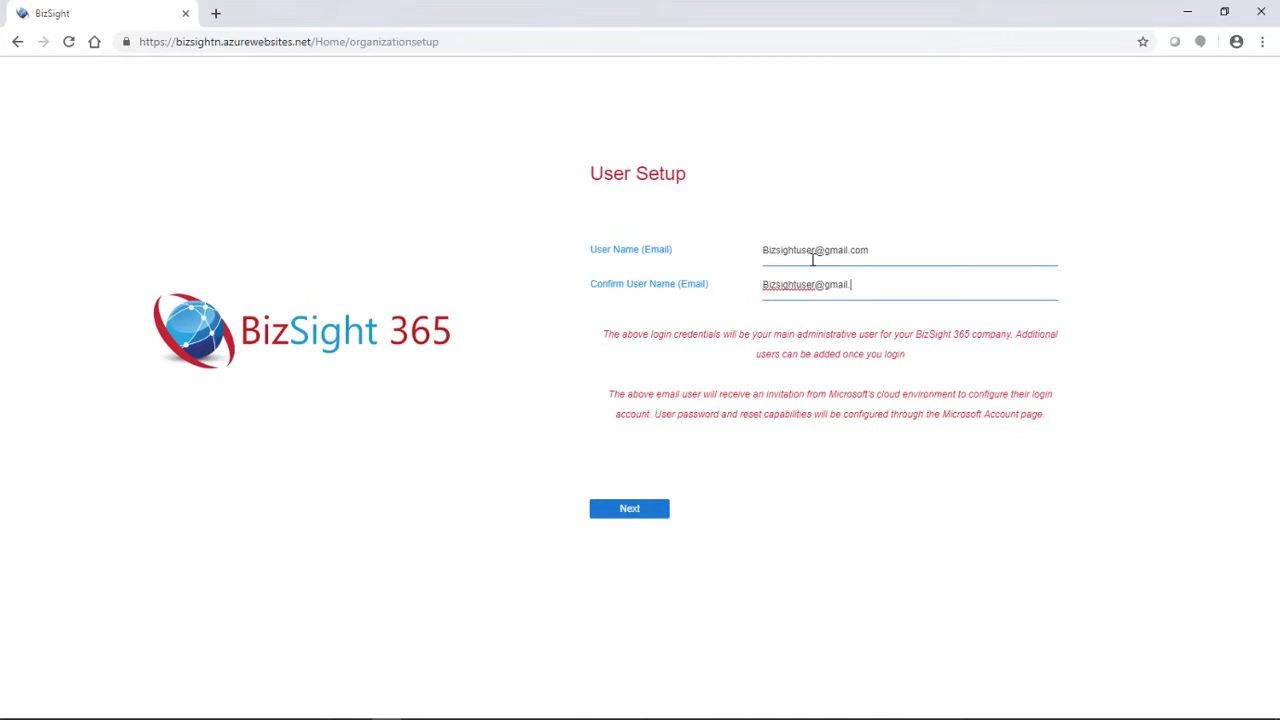 BizSight
https://bizsightn.azurewebsites.net/Home/organizationsetup
User Setup
User Name (Email)
Bizsightuser@gmail.com
Confirm User Name (Email)
Bizsightuser@gmail.
BizSight 365
The above login credentials will be your main administrative user for your BizSight 365 company. Additional
users can be added once you login
The above email user will receive an invitation from Microsoft's cloud environment to configure their login
account. User password and reset capabilities will be configured through the Microsoft Account page.
Next